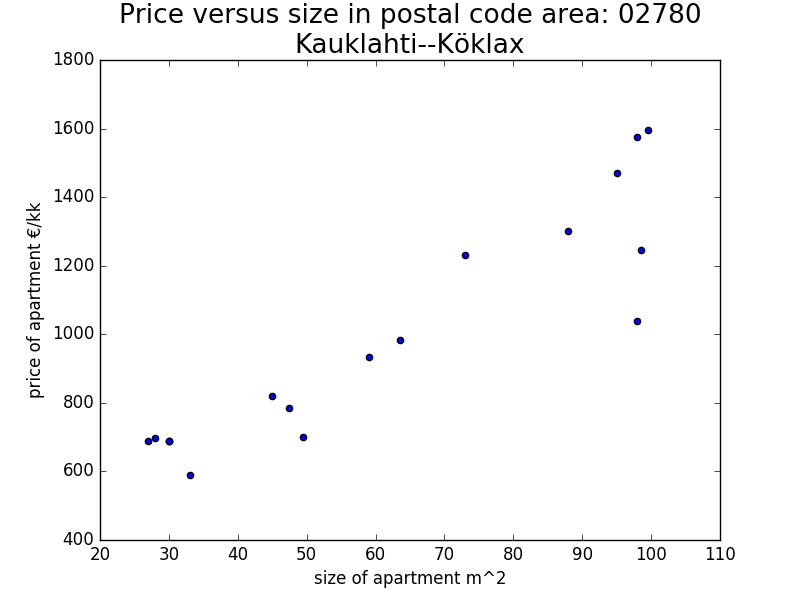 Price versus size in postal code area: 02780
Kauklahti--Köklax
1800
1600
1400
1200
1000
800
600
400
price of apartment €/kk
20 30 40 50 60 70 80 90 100 110
size of apartment m^2